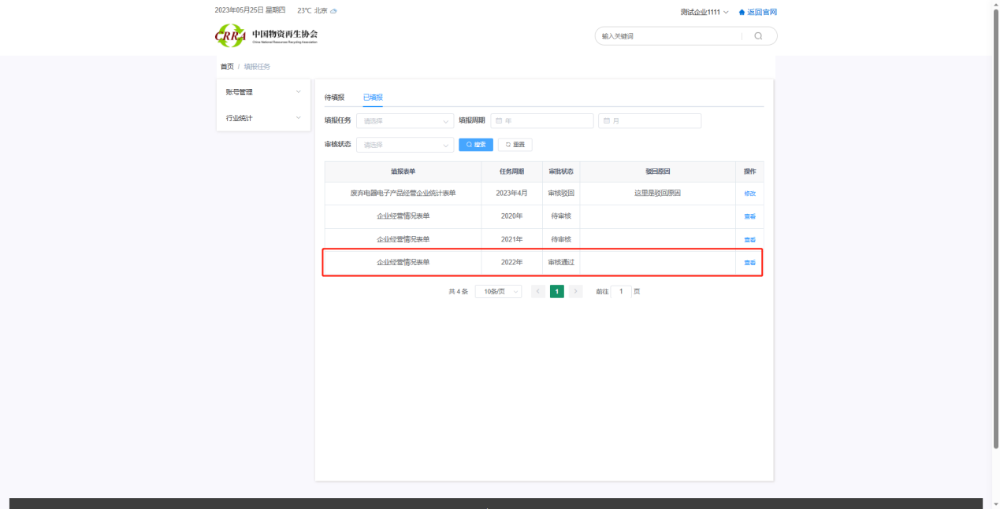 2023年05月25日 星期四 23℃ 北京 测试企业1111 返回官网
CRRA 中国物资再生协会
China National Resources Recycling Association
输入关键词
首页 / 填报任务
账号管理
行业统计
待填报 已填报
填报任务 请选择 填报周期 年 月
审核状态 请选择 搜索 重置
填报表单 任务周期 审批状态 驳回原因 操作
废弃电器电子产品经营企业统计表单 2023年4月 审核驳回 这里是驳回原因 修改
企业经营情况表单 2020年 待审核 查看
企业经营情况表单 2021年 待审核 查看
企业经营情况表单 2022年 审核通过 查看
共 4 条 10条/页 1 前往 1 页